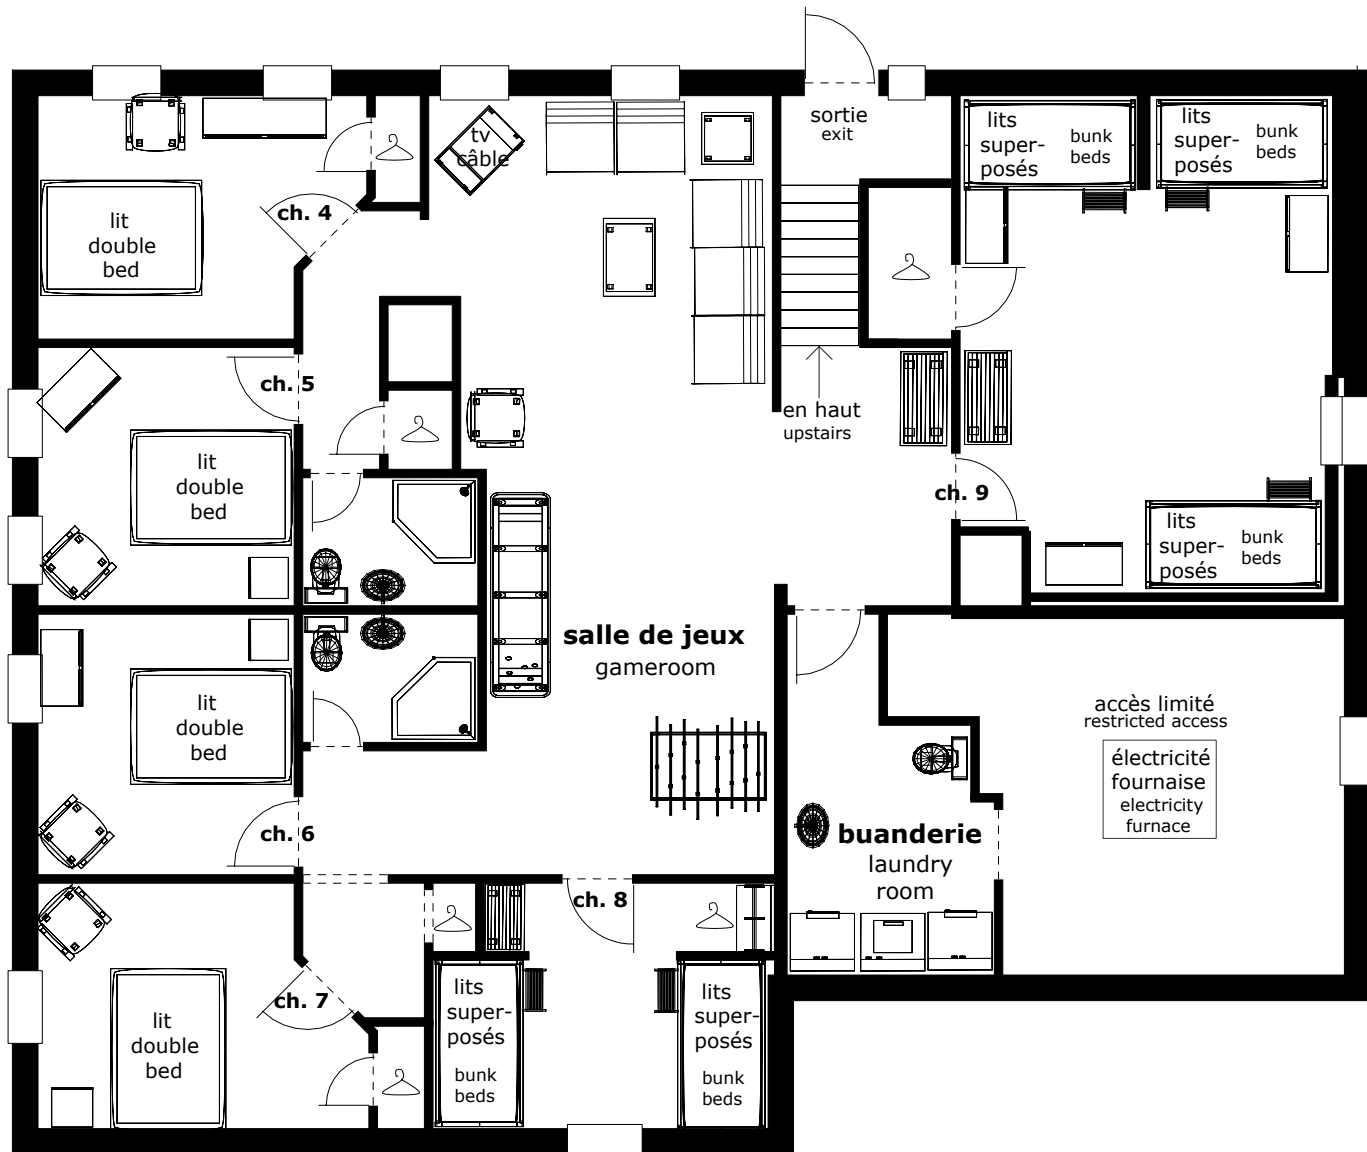 sortie
exit
lits
super-
posés
bunk
beds
lits
super-
posés
bunk
beds
tv
câble
ch. 4
lit
double
bed
ch. 5
en haut
upstairs
lit
double
bed
ch. 9
lits
super-
posés
bunk
beds
salle de jeux
gameroom
lit
double
bed
accès limité
restricted access
électricité
fournaise
electricity
furnace
ch. 6
buanderie
laundry
room
ch. 8
ch. 7
lit
double
bed
lits
super-
posés
bunk
beds
lits
super-
posés
bunk
beds